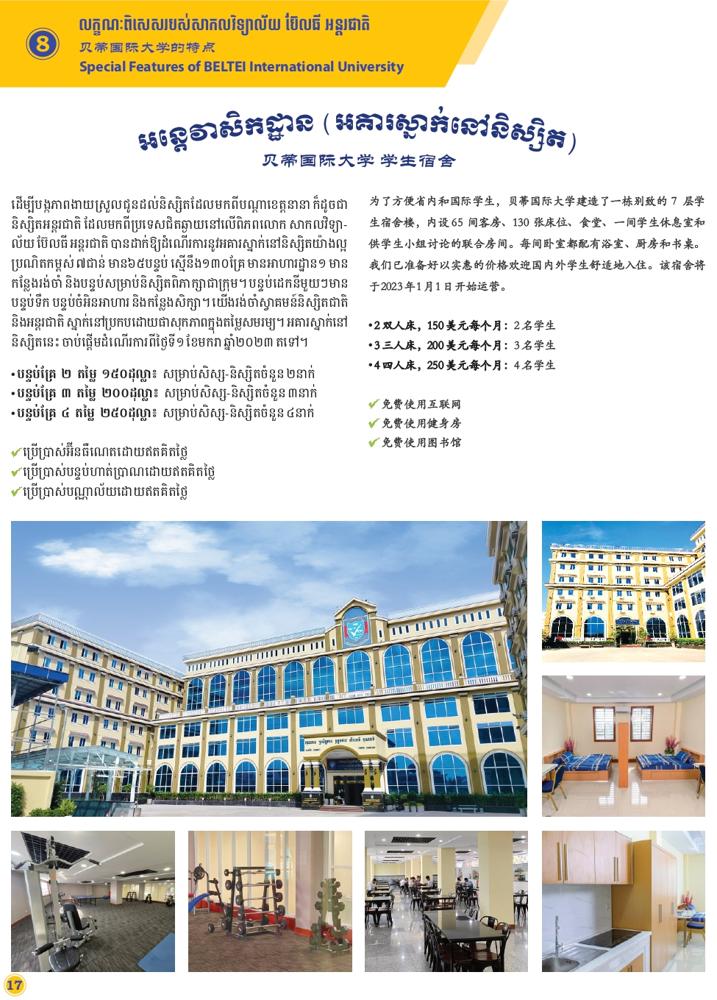 8
លក្ខណៈពិសេសរបស់សាកលវិទ្យាល័យ ប៊ែលធី អន្តរជាតិ
贝蒂国际大学的特点
Special Features of BELTEI International University
អន្តេវាសិកដ្ឋាន (អគារស្នាក់នៅនិស្សិត)
贝蒂国际大学 学生宿舍
ដើម្បីបង្កភាពងាយស្រួលជូនដល់និស្សិតដែលមកពីបណ្តាខេត្តនានា ក៏ដូចជា
និស្សិតអន្តរជាតិ ដែលមកពីប្រទេសជិតឆ្ងាយនៅលើពិភពលោក សាកលវិទ្យា-
ល័យ ប៊ែលធី អន្តរជាតិ បានដាក់ឱ្យដំណើរការនូវអគារស្នាក់នៅនិស្សិតយ៉ាងល្អ
ប្រណិតកម្ពស់ ៧ជាន់ មាន៦៥បន្ទប់ ស្មើនឹង១៣០គ្រែ មានអាហារដ្ឋាន១ មាន
កន្លែងរង់ចាំ និងបន្ទប់សម្រាប់និស្សិតពិភាក្សាជាក្រុម។ បន្ទប់ដេកនីមួយៗមាន
បន្ទប់ទឹក បន្ទប់ចំអិនអាហារ និងកន្លែងសិក្សា។ យើងរង់ចាំស្វាគមន៍និស្សិតជាតិ
និងអន្តរជាតិ ស្នាក់នៅប្រកបដោយផាសុកភាពក្នុងតម្លៃសមរម្យ។ អគារស្នាក់នៅ
និស្សិតនេះ ចាប់ផ្តើមដំណើរការពីថ្ងៃទី១ ខែមករា ឆ្នាំ២០២៣ តទៅ។
•បន្ទប់គ្រែ ២ តម្លៃ ១៥០ដុល្លារ៖ សម្រាប់សិស្ស-និស្សិតចំនួន ២នាក់
•បន្ទប់គ្រែ ៣ តម្លៃ ២០០ដុល្លារ៖ សម្រាប់សិស្ស-និស្សិតចំនួន ៣នាក់
•បន្ទប់គ្រែ ៤ តម្លៃ ២៥០ដុល្លារ៖ សម្រាប់សិស្ស-និស្សិតចំនួន ៤នាក់
✓ប្រើប្រាស់អ៊ីនធឺណេតដោយឥតគិតថ្លៃ
✓ប្រើប្រាស់បន្ទប់ហាត់ប្រាណដោយឥតគិតថ្លៃ
✓ប្រើប្រាស់បណ្ណាល័យដោយឥតគិតថ្លៃ
为了方便省内和国际学生，贝蒂国际大学建造了一栋别致的 7 层学
生宿舍楼，内设 65 间客房、130 张床位、食堂、一间学生休息室和
供学生小组讨论的联合房间。每间卧室都配有浴室、厨房和书桌。
我们已准备好以实惠的价格欢迎国内外学生舒适地入住。该宿舍将
于2023 年 1 月 1 日开始运营。
•2 双人床，150 美元每个月：2 名学生
•3 三人床，200 美元每个月：3 名学生
•4 四人床，250 美元每个月：4 名学生
✓免费使用互联网
✓免费使用健身房
✓免费使用图书馆
17